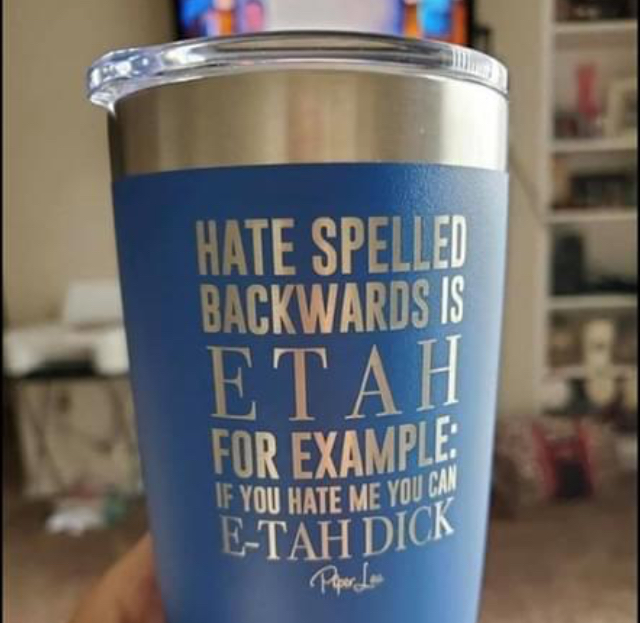 HATE SPELLED
BACKWARDS IS
ETAH
FOR EXAMPLE:
IF YOU HATE ME YOU CAN
E-TAH DICK
Piper Lou